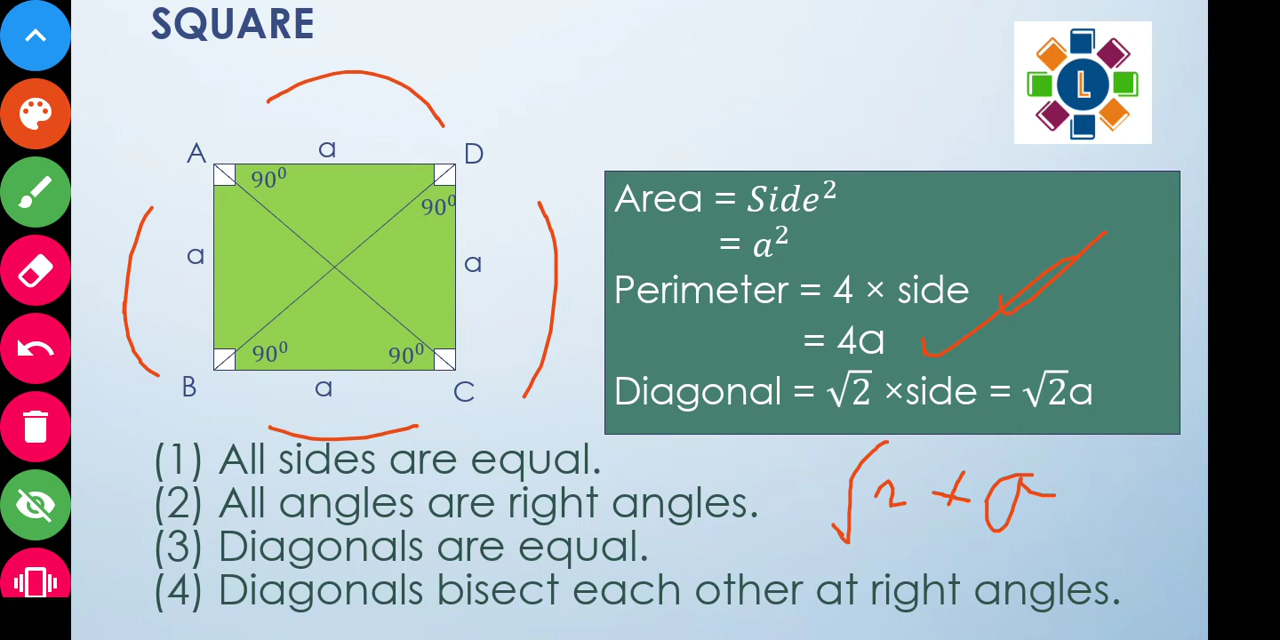 SQUARE
L
A a D
90⁰
90⁰
a a
90⁰ 90⁰
B a C
Area = Side²
= a²
Perimeter = 4 × side
= 4a
Diagonal = √2 ×side = √2a
(1) All sides are equal.
(2) All angles are right angles.
(3) Diagonals are equal.
(4) Diagonals bisect each other at right angles.
√2 × a